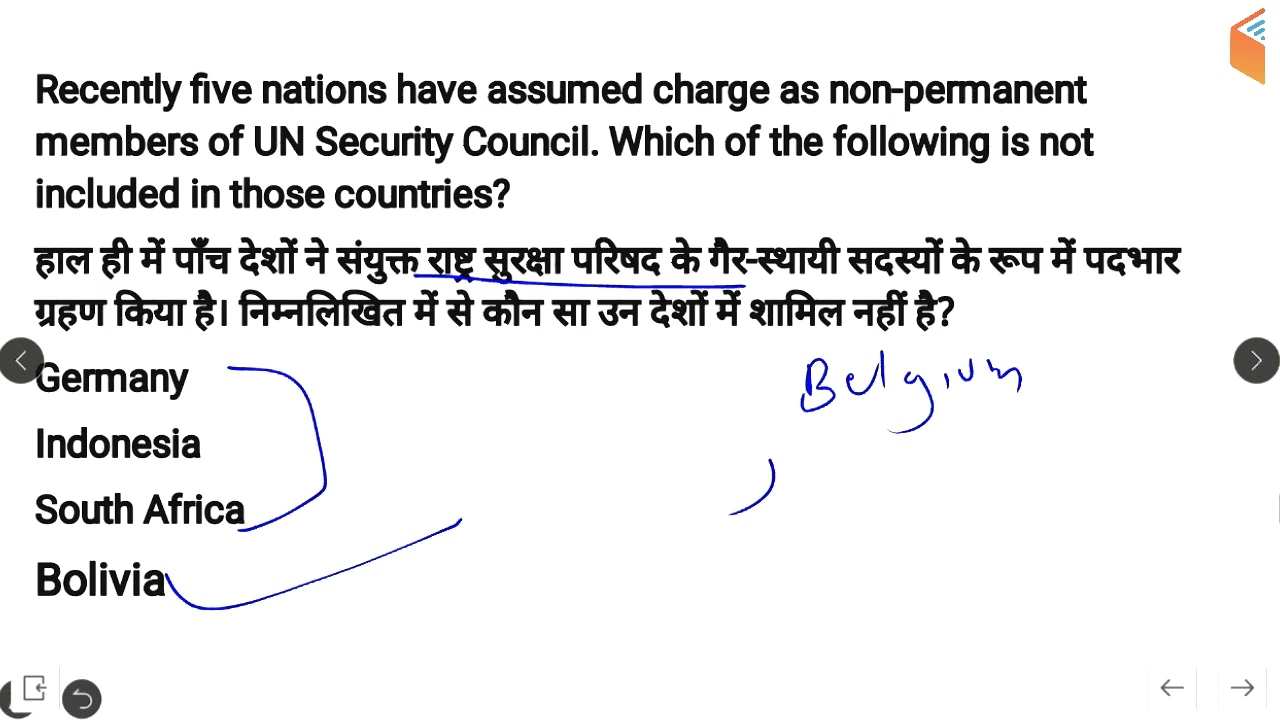 Recently five nations have assumed charge as non-permanent
members of UN Security Council. Which of the following is not
included in those countries?
हाल ही में पाँच देशों ने संयुक्त राष्ट्र सुरक्षा परिषद के गैर-स्थायी सदस्यों के रूप में पदभार
ग्रहण किया है। निम्नलिखित में से कौन सा उन देशों में शामिल नहीं है?
Germany
Belgium
Indonesia
South Africa
Bolivia